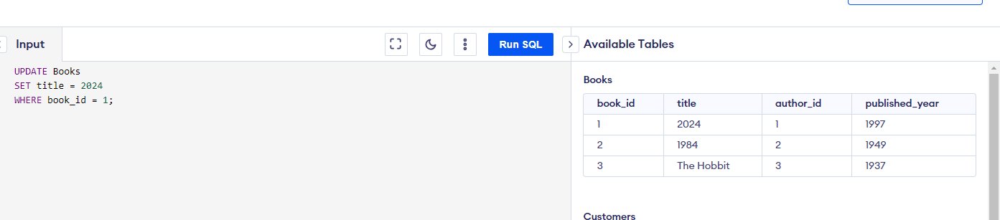 Input
Run SQL
Available Tables
UPDATE Books
SET title = 2024
WHERE book_id = 1;
Books
book_id title author_id published_year
1 2024 1 1997
2 1984 2 1949
3 The Hobbit 3 1937
Customers